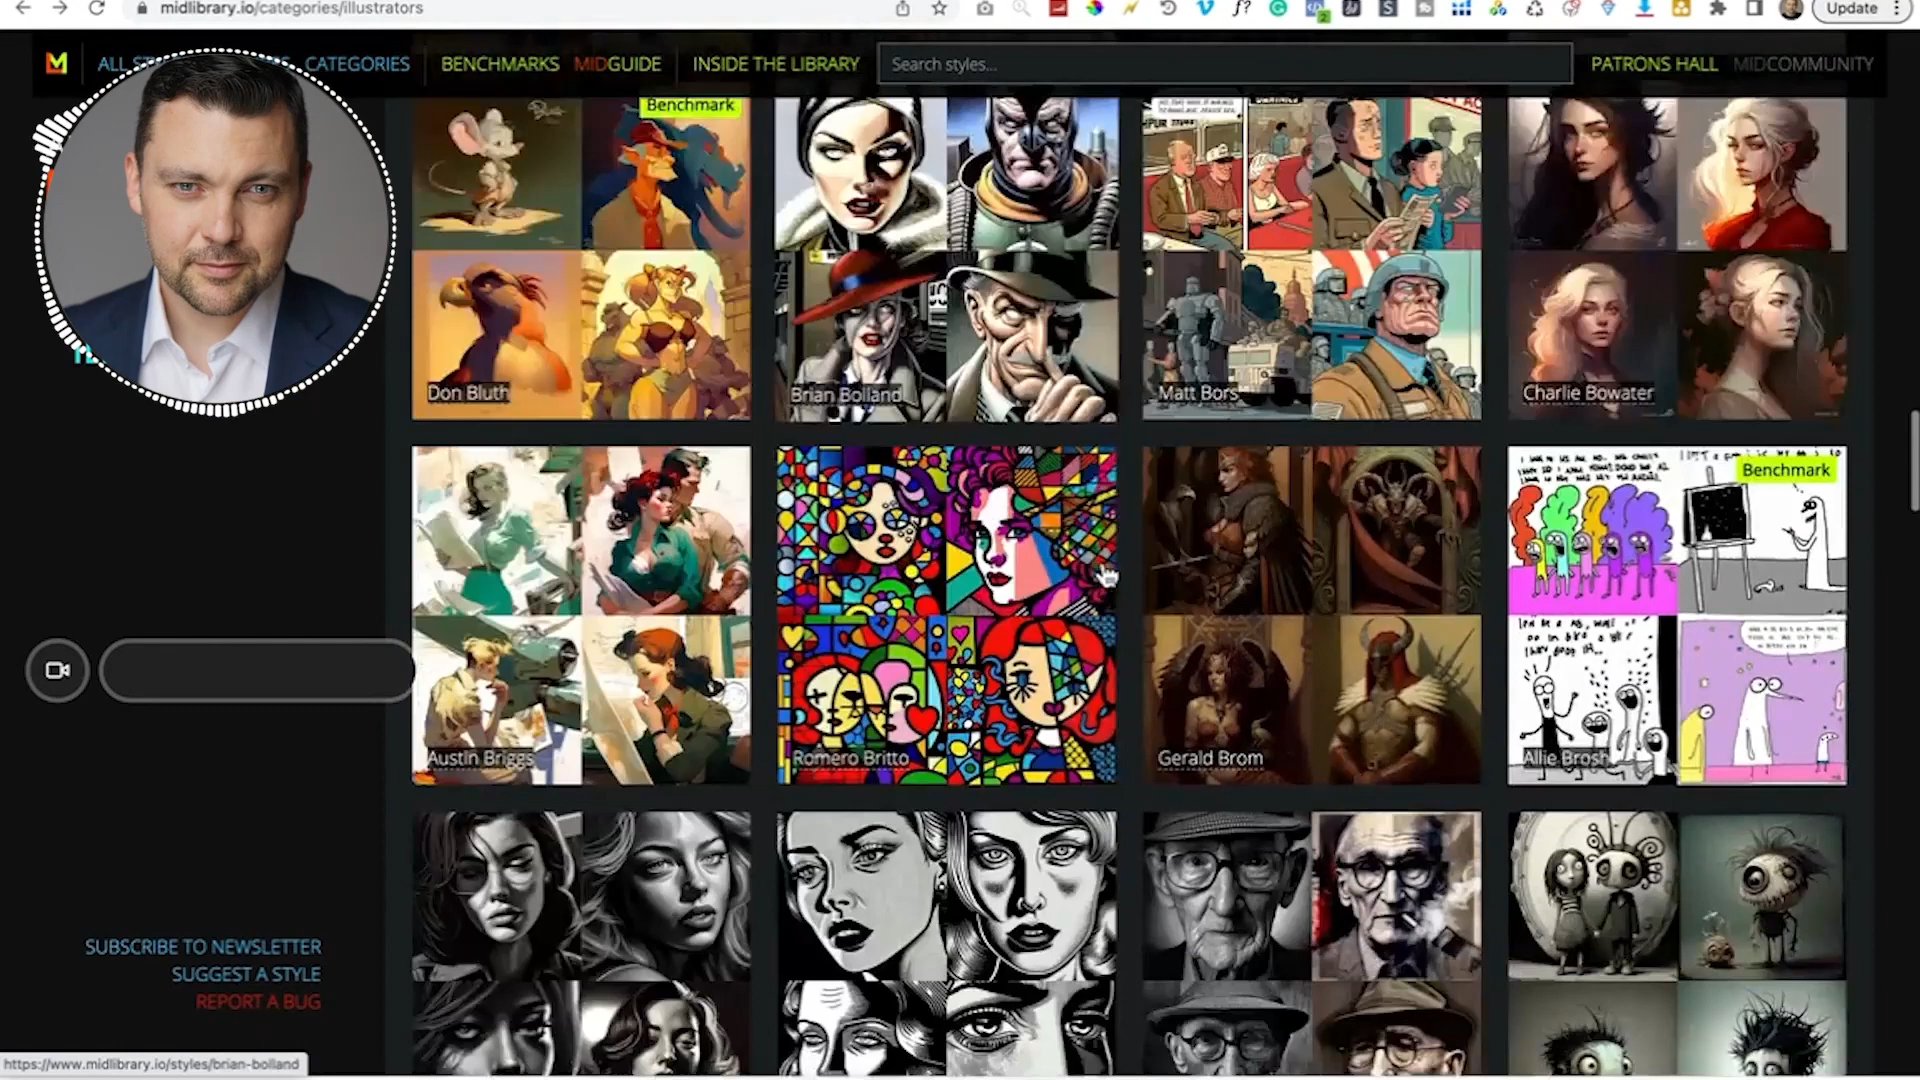 midlibrary.io/categories/illustrators
Update
ALL ST
CATEGORIES
BENCHMARKS
MIDGUIDE
INSIDE THE LIBRARY
Search styles...
PATRONS HALL
MIDCOMMUNITY
Benchmark
Don Bluth
Brian Bolland
Matt Bors
Charlie Bowater
Benchmark
Austin Briggs
Romero Britto
Gerald Brom
Allie Brosh
SUBSCRIBE TO NEWSLETTER
SUGGEST A STYLE
REPORT A BUG
https://www.midlibrary.io/styles/brian-bolland